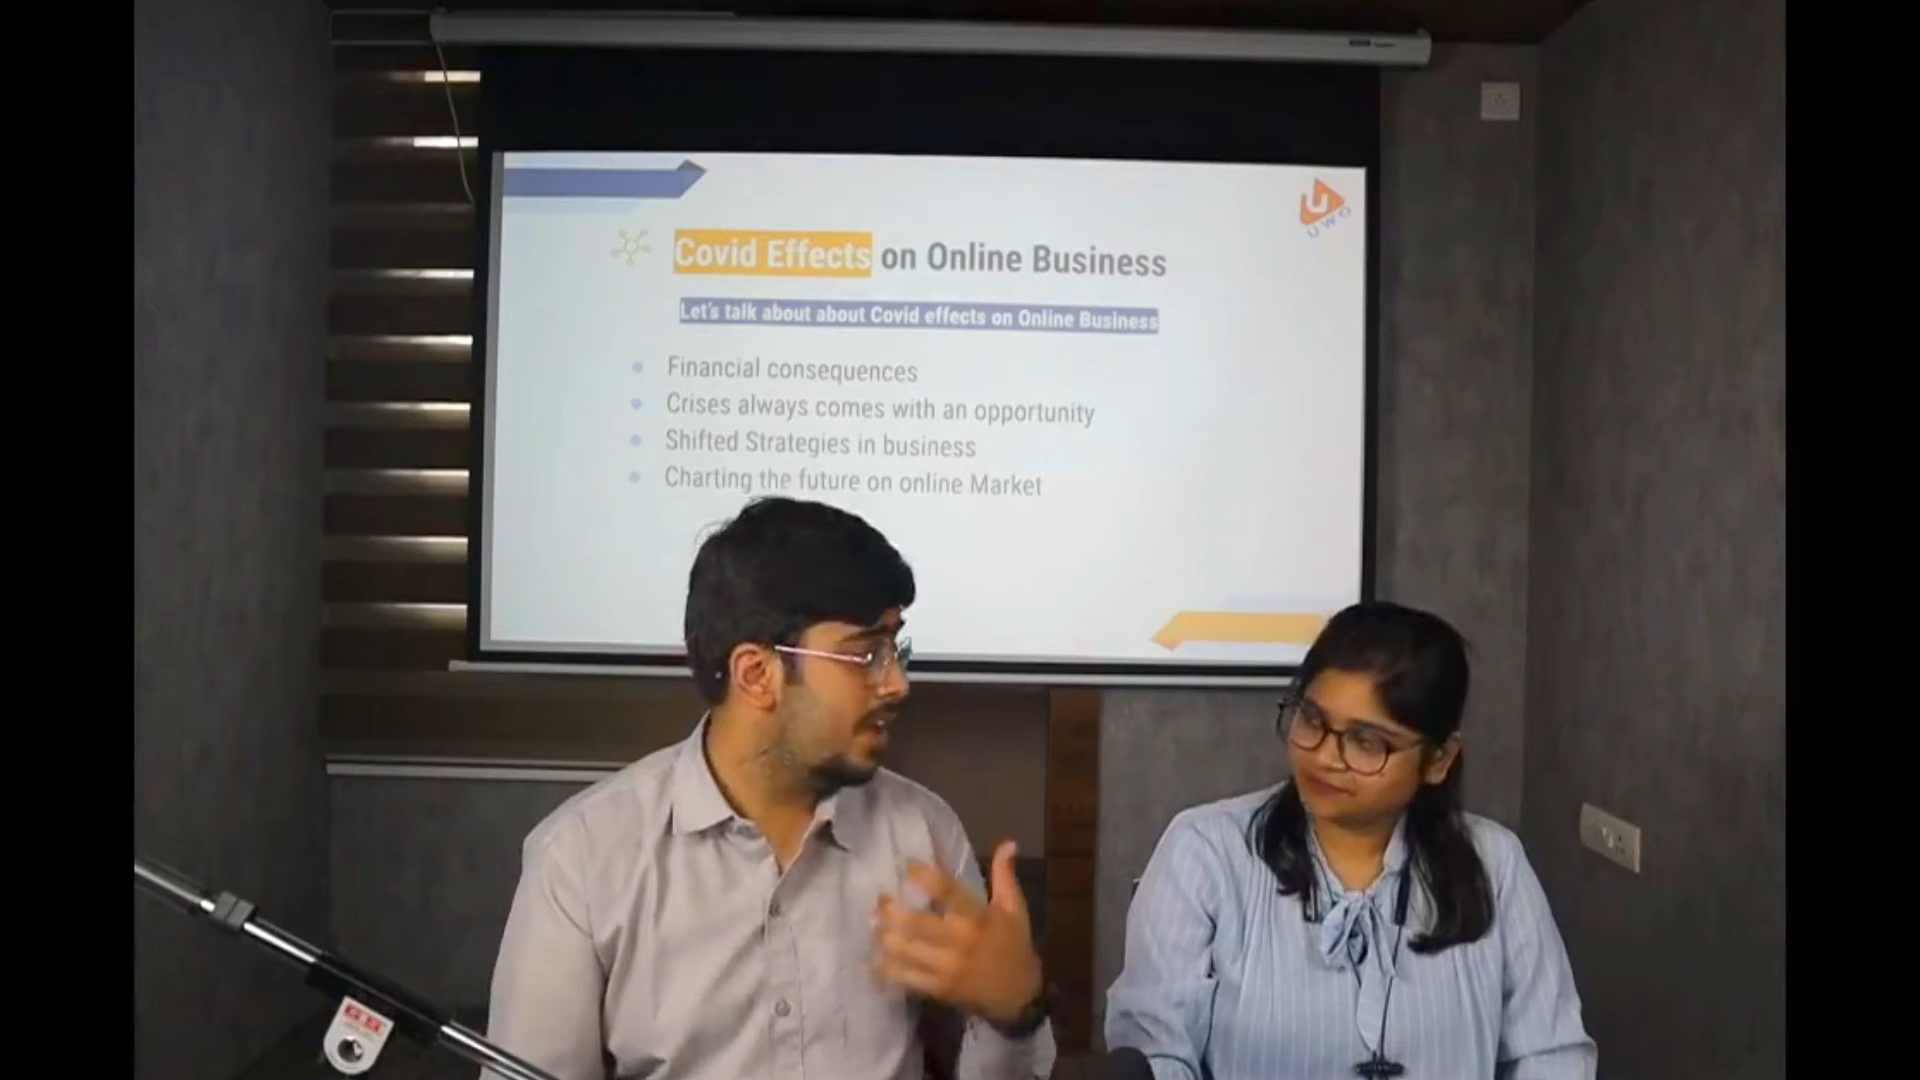 U
UWO
Covid Effects on Online Business
Let's talk about about Covid effects on Online Business
Financial consequences
Crises always comes with an opportunity
Shifted Strategies in business
Charting the future on online Market